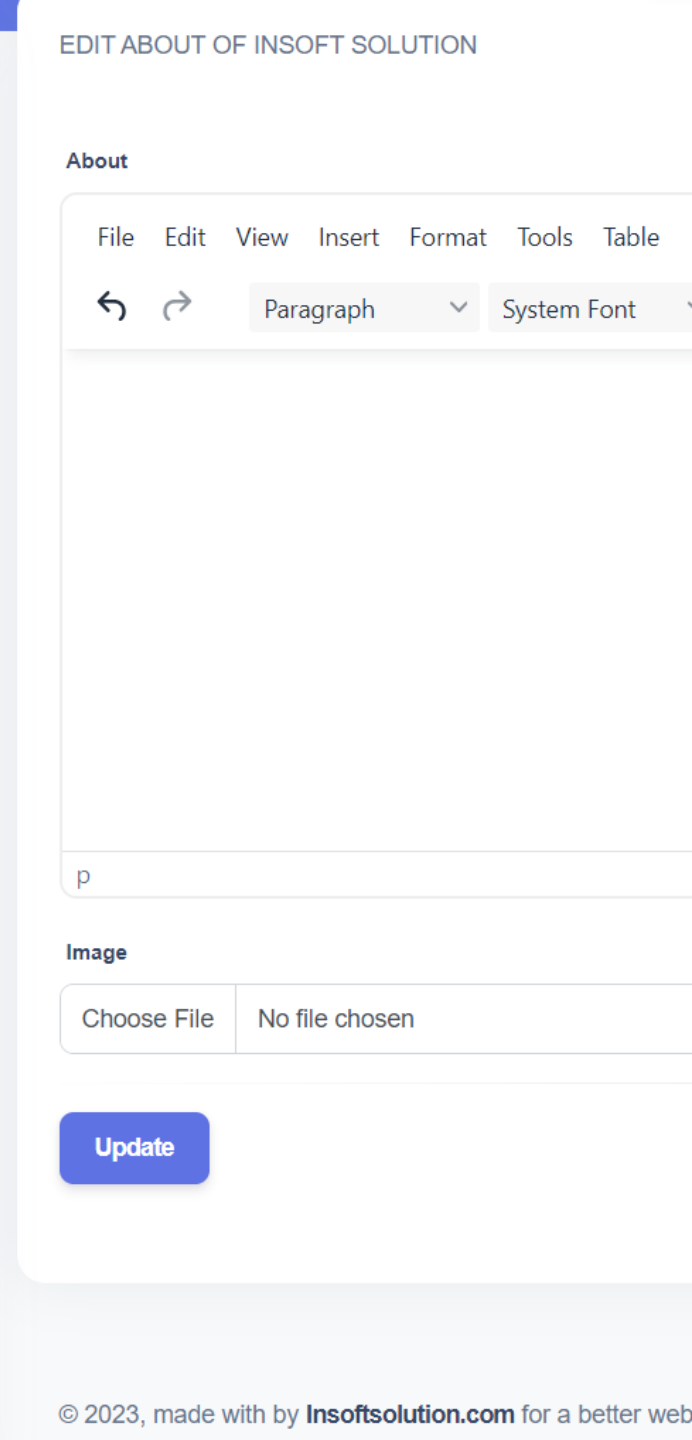 EDIT ABOUT OF INSOFT SOLUTION
About
File Edit View Insert Format Tools Table
Paragraph System Font
p
Image
Choose File No file chosen
Update
© 2023, made with by Insoftsolution.com for a better web